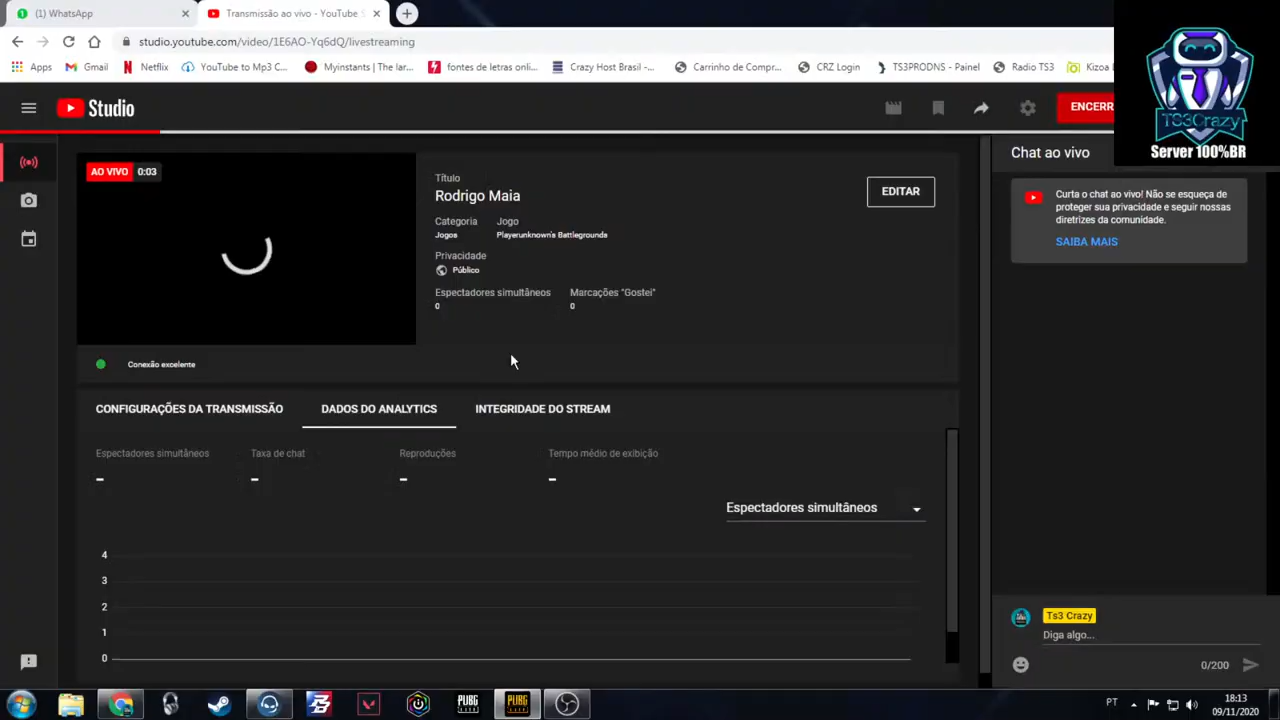 (1) WhatsApp
Transmissão ao vivo - YouTube S
studio.youtube.com/video/1E6AO-Yq6dQ/livestreaming
Apps
Gmail
Netflix
YouTube to Mp3 C...
Myinstants | The lar...
fontes de letras onli...
Crazy Host Brasil -...
Carrinho de Compr...
CRZ Login
TS3PRODNS - Painel
Radio TS3
Kizoa
TS3Crazy
Server 100%BR
Studio
ENCERR
AO VIVO 0:03
Título
Rodrigo Maia
EDITAR
Categoria Jogo
Jogos Playerunknown's Battlegrounds
Privacidade
Público
Espectadores simultâneos Marcações "Gostei"
0 0
Conexão excelente
CONFIGURAÇÕES DA TRANSMISSÃO
DADOS DO ANALYTICS
INTEGRIDADE DO STREAM
Espectadores simultâneos Taxa de chat Reproduções Tempo médio de exibição
– – – –
Espectadores simultâneos
4
3
2
1
0
Chat ao vivo
Curta o chat ao vivo! Não se esqueça de
proteger sua privacidade e seguir nossas
diretrizes da comunidade.
SAIBA MAIS
Ts3 Crazy
Diga algo...
0/200
PUBG
LITE
PUBG
PT
18:13
09/11/2020